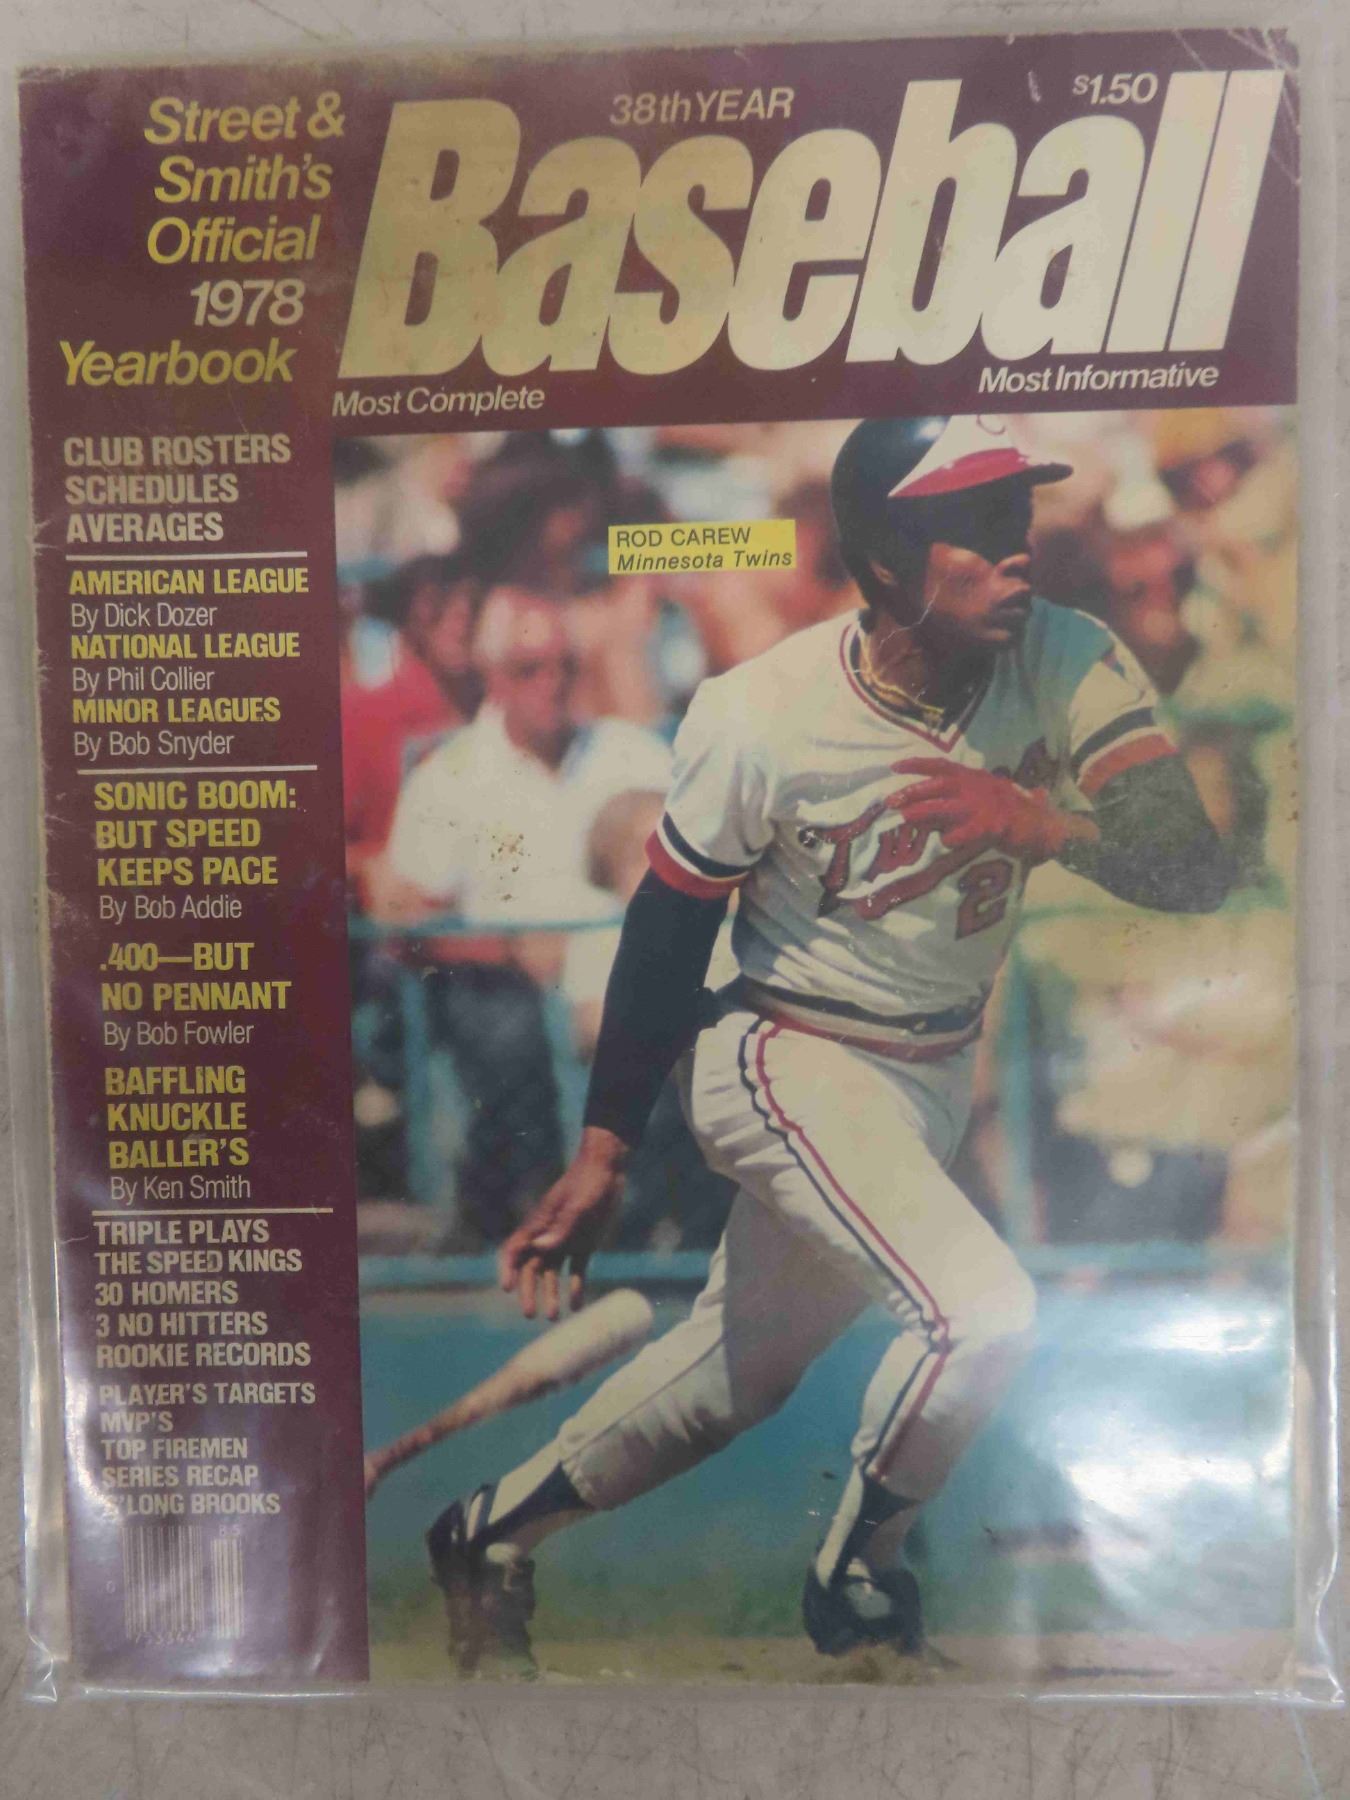 Street &
Smith's
Official
1978
Yearbook
38th YEAR
$1.50
Baseball
Most Complete
Most Informative
CLUB ROSTERS
SCHEDULES
AVERAGES
AMERICAN LEAGUE
By Dick Dozer
NATIONAL LEAGUE
By Phil Collier
MINOR LEAGUES
By Bob Snyder
SONIC BOOM:
BUT SPEED
KEEPS PACE
By Bob Addie
.400—BUT
NO PENNANT
By Bob Fowler
BAFFLING
KNUCKLE
BALLER'S
By Ken Smith
TRIPLE PLAYS
THE SPEED KINGS
30 HOMERS
3 NO HITTERS
ROOKIE RECORDS
PLAYER'S TARGETS
MVP'S
TOP FIREMEN
SERIES RECAP
S'LONG BROOKS
ROD CAREW
Minnesota Twins
Twins
2